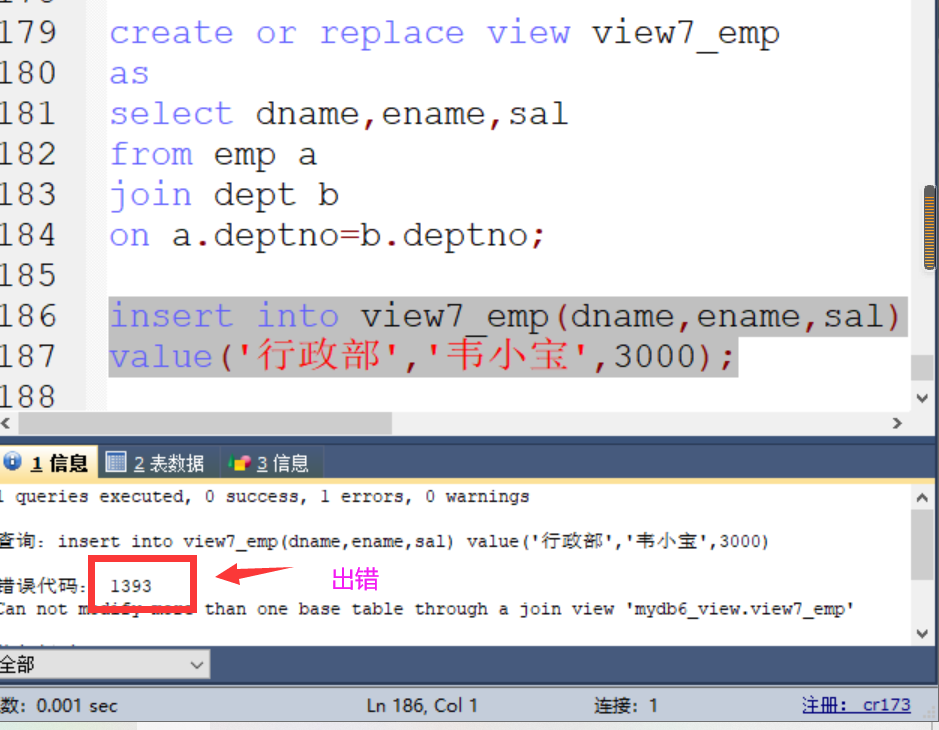 179 create or replace view view7_emp
180 as
181 select dname,ename,sal
182 from emp a
183 join dept b
184 on a.deptno=b.deptno;
185
186 insert into view7_emp(dname,ename,sal)
187 value('行政部','韦小宝',3000);
188
1 信息 2 表数据 3 信息
1 queries executed, 0 success, 1 errors, 0 warnings
查询: insert into view7_emp(dname,ename,sal) value('行政部','韦小宝',3000)
错误代码: 1393 出错
Can not modify more than one base table through a join view 'mydb6_view.view7_emp'
全部
数: 0.001 sec Ln 186, Col 1 连接: 1 注册: cr173